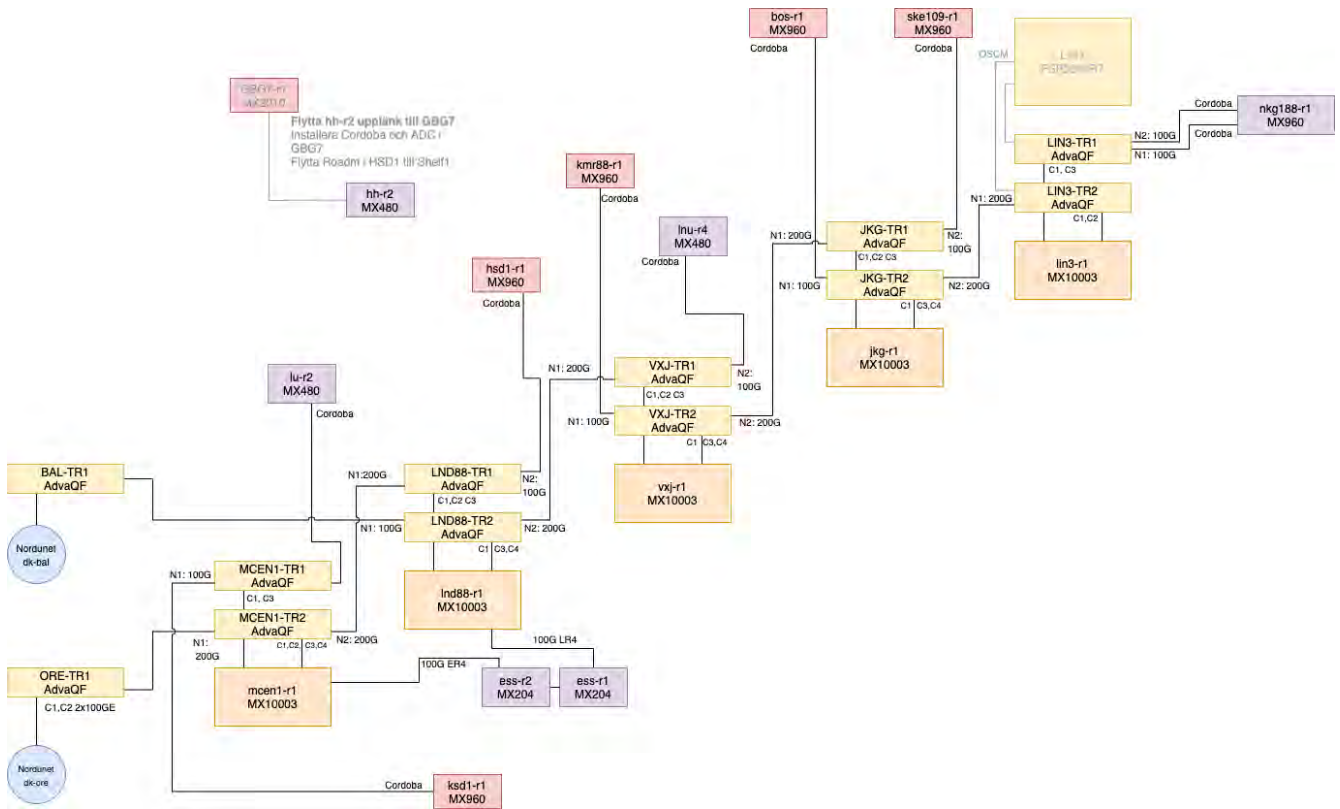 bos-r1
MX960
Cordoba
ske109-r1
MX960
Cordoba
OSCM
GBG7-r1
Flytta hh-r2 upplänk till GBG7
Installera Cordoba och ADC i
GBG7
Flytta Roadm i HSD1 till Shelf1
hh-r2
MX480
Cordoba
Cordoba
nkg188-r1
MX960
N2: 100G
N1: 100G
LIN3-TR1
AdvaQF
C1, C3
LIN3-TR2
AdvaQF
N1: 200G
C1,C2
lin3-r1
MX10003
kmr88-r1
MX960
Cordoba
lnu-r4
MX480
Cordoba
N1: 200G
JKG-TR1
AdvaQF
N2:
100G
C1,C2 C3
N1: 100G
JKG-TR2
AdvaQF
N2: 200G
C1
C3,C4
jkg-r1
MX10003
hsd1-r1
MX960
Cordoba
N1: 200G
VXJ-TR1
AdvaQF
N2:
100G
C1,C2 C3
N1: 100G
VXJ-TR2
AdvaQF
N2: 200G
C1
C3,C4
vxj-r1
MX10003
lu-r2
MX480
Cordoba
BAL-TR1
AdvaQF
Nordunet
dk-bal
N1:200G
LND88-TR1
AdvaQF
N2:
100G
C1,C2 C3
N1: 100G
LND88-TR2
AdvaQF
N2: 200G
C1
C3,C4
lnd88-r1
MX10003
N1: 100G
MCEN1-TR1
AdvaQF
C1, C3
MCEN1-TR2
AdvaQF
N1:
200G
C1,C2,
C3,C4
N2: 200G
mcen1-r1
MX10003
100G LR4
100G ER4
ess-r2
MX204
ess-r1
MX204
ORE-TR1
AdvaQF
C1,C2 2x100GE
Nordunet
dk-ore
Cordoba
ksd1-r1
MX960